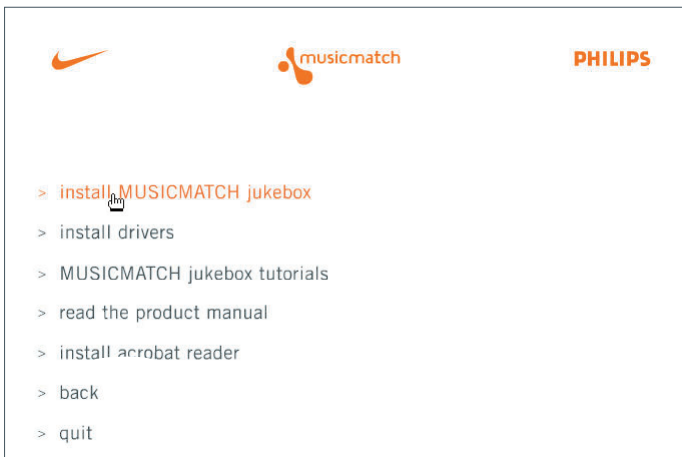 musicmatch
PHILIPS
> install MUSICMATCH jukebox
> install drivers
> MUSICMATCH jukebox tutorials
> read the product manual
> install acrobat reader
> back
> quit